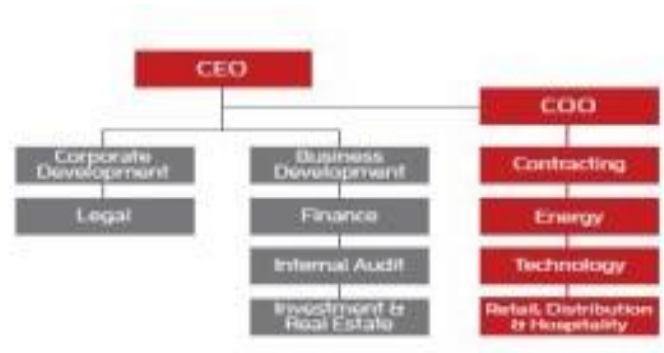 CEO
COO
Corporate
Development
Business
Development
Contracting
Legal
Finance
Energy
Internal Audit
Technology
Investment &
Real Estate
Retail, Distribution
& Hospitality